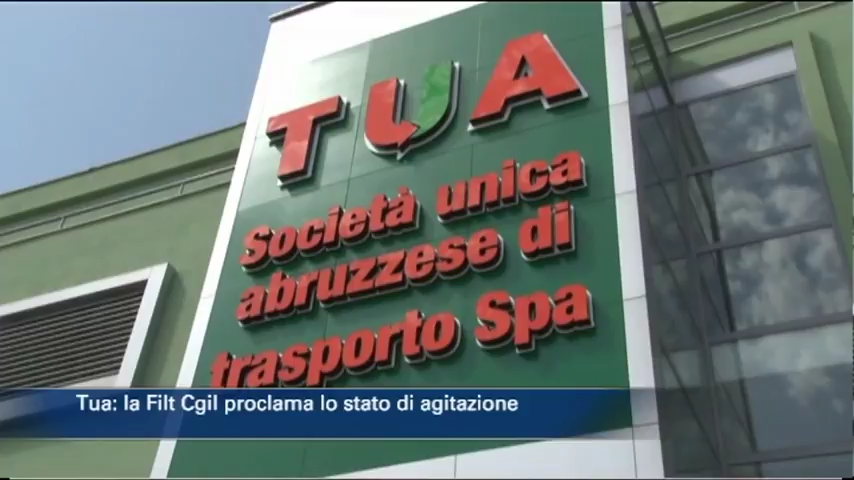 TUA
Società unica
abruzzese di
trasporto Spa
Tua: la Filt Cgil proclama lo stato di agitazione